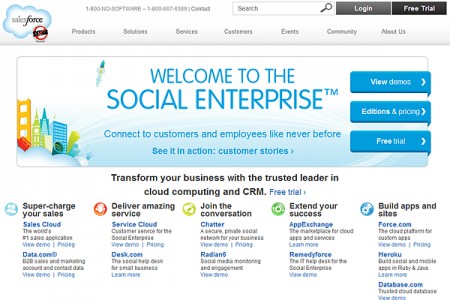 1-800-NO-SOFTWARE – 1-800-667-6389 | Contact
Search
Login
Free Trial
salesforce
Products
Solutions
Services
Customers
Events
Community
About Us
WELCOME TO THE
SOCIAL ENTERPRISE™
Connect to customers and employees like never before
See it in action: customer stories ›
View demos
Editions & pricing
Free trial
Transform your business with the trusted leader in
cloud computing and CRM. Free trial ›
Super-charge
your sales
Sales Cloud
The world's
#1 sales application
View demo | Pricing
Data.com®
B2B sales and marketing
account and contact data
View demo | Pricing
Deliver amazing
service
Service Cloud
Customer service for the
Social Enterprise
View demo | Pricing
Desk.com
The social help desk
for small business
Learn more
Join the
conversation
Chatter
A secure, private social
network for your business
View demo | Pricing
Radian6
Social media monitoring
and engagement
View demo
Extend your
success
AppExchange
The marketplace for cloud
apps and services
Learn more
Remedyforce
The IT help desk for the
Social Enterprise
View demo | Pricing
Build apps and
sites
Force.com
The cloud platform for
custom apps
View demo | Pricing
Heroku
Build social and mobile
apps in Ruby & Java
Learn more
Database.com
Trusted cloud database
View demo